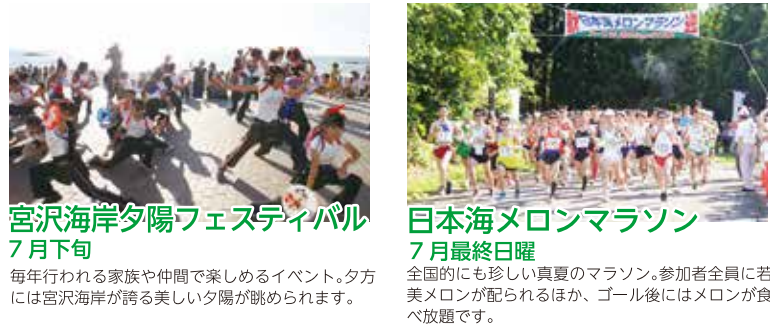 宮沢海岸夕陽フェスティバル
7月下旬
毎年行われる家族や仲間で楽しめるイベント。夕方
には宮沢海岸が誇る美しい夕陽が眺められます。
日本海メロンマラソン
日本海メロンマラソン
7月最終日曜
全国的にも珍しい真夏のマラソン。参加者全員に若
美メロンが配られるほか、ゴール後にはメロンが食
べ放題です。